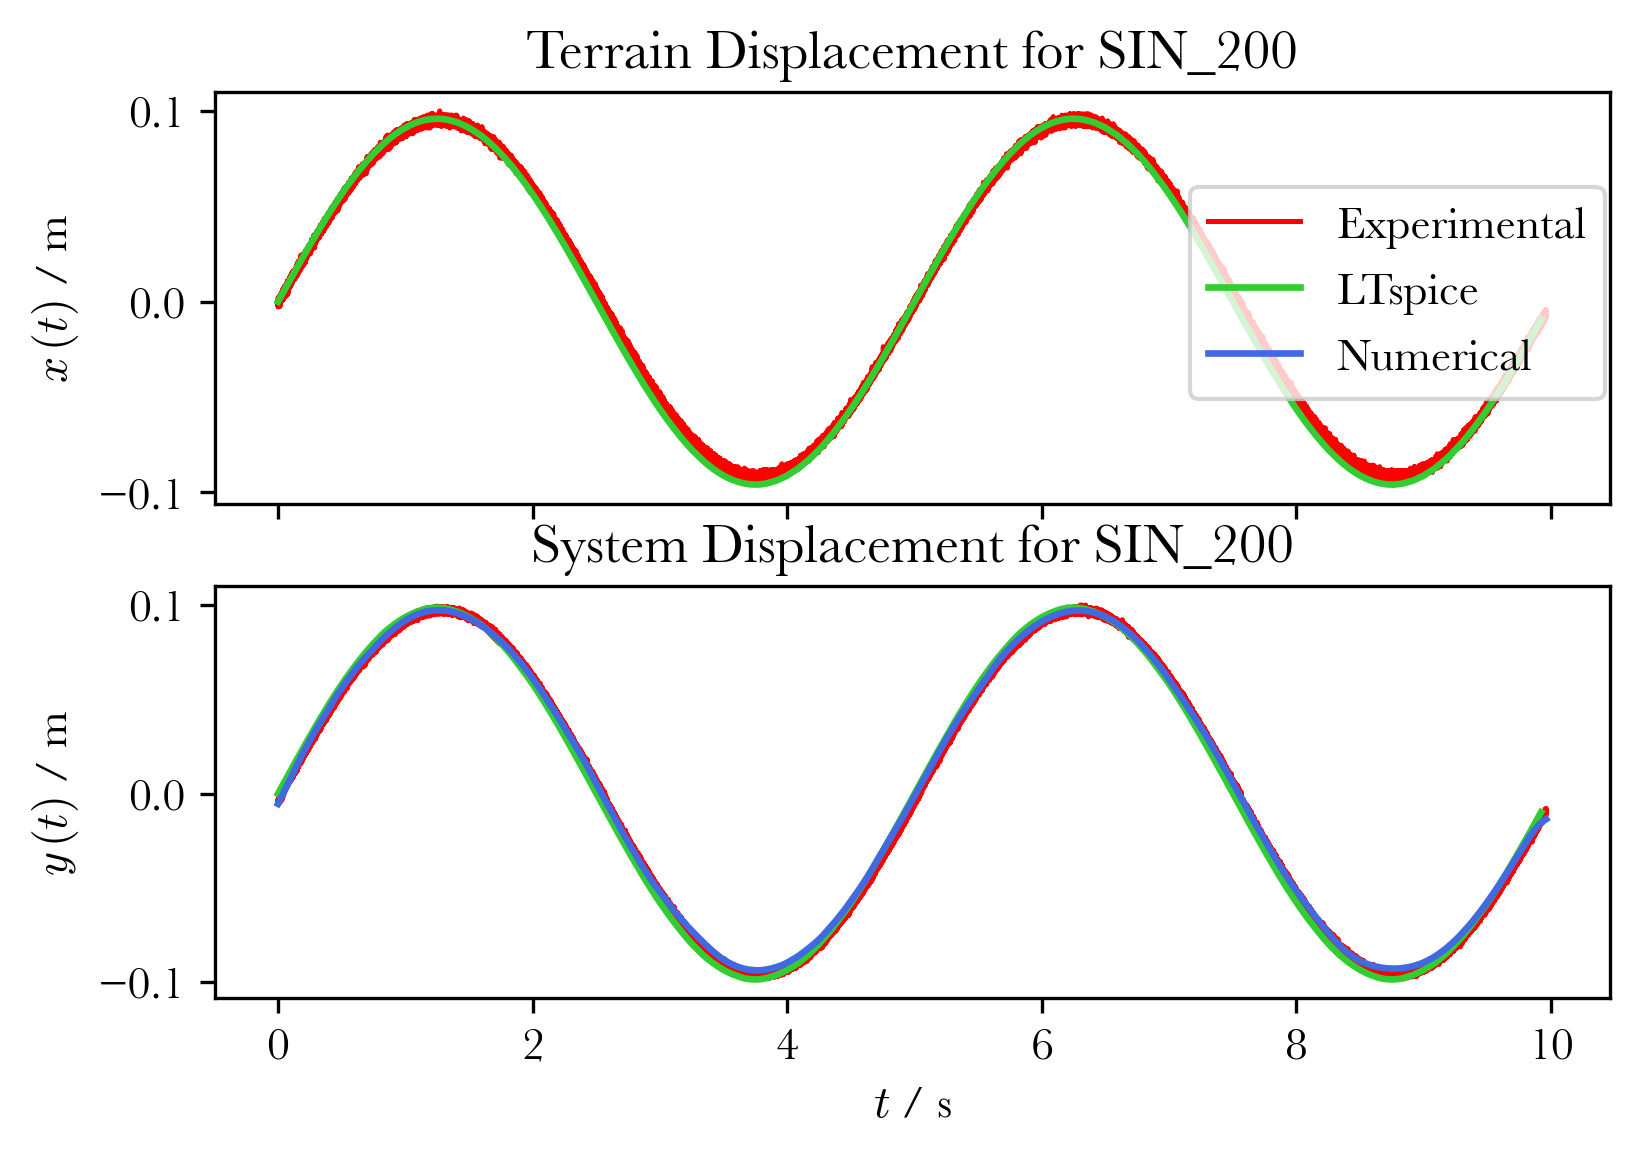 Terrain Displacement for SIN_200
0.1
0.0
−0.1
x (t) / m
Experimental
LTspice
Numerical
System Displacement for SIN_200
0.1
0.0
−0.1
y (t) / m
0 2 4 6 8 10
t / s